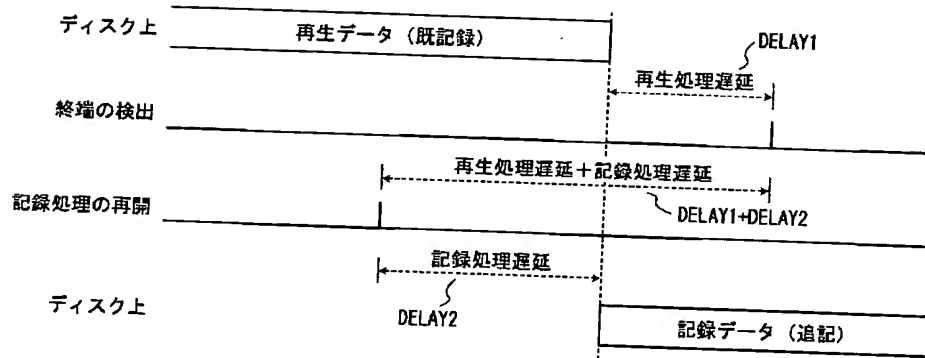 ディスク上
再生データ（既記録）
DELAY1
再生処理遅延
終端の検出
再生処理遅延＋記録処理遅延
記録処理の再開
DELAY1+DELAY2
記録処理遅延
ディスク上
DELAY2
記録データ（追記）